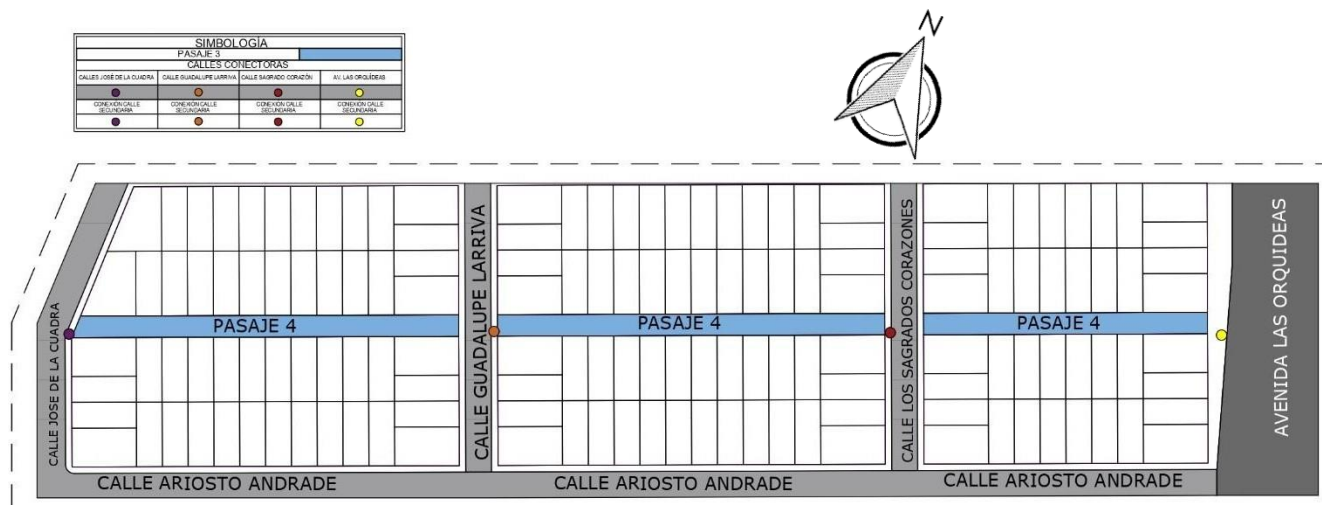 SIMBOLOGÍA
PASAJE 3
CALLES CONECTORAS
CALLES JOSÉ DE LA CUADRA CALLE GUADALUPE LARRIVA CALLE SAGRADO CORAZÓN AV. LAS ORQUÍDEAS
CONEXIÓN CALLE SECUNDARIA CONEXIÓN CALLE SECUNDARIA CONEXIÓN CALLE SECUNDARIA CONEXIÓN CALLE SECUNDARIA
N
CALLE JOSE DE LA CUADRA
PASAJE 4
CALLE GUADALUPE LARRIVA
PASAJE 4
CALLE LOS SAGRADOS CORAZONES
PASAJE 4
AVENIDA LAS ORQUIDEAS
CALLE ARIOSTO ANDRADE
CALLE ARIOSTO ANDRADE
CALLE ARIOSTO ANDRADE